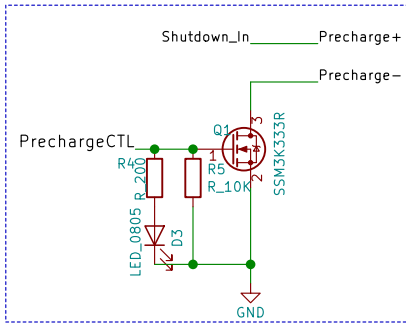 Shutdown_In
Precharge+
Precharge-
Q1
3
SSM3K333R
PrechargeCTL
1
2
R4
R_200
R5
R_10K
LED_0805
D3
GND